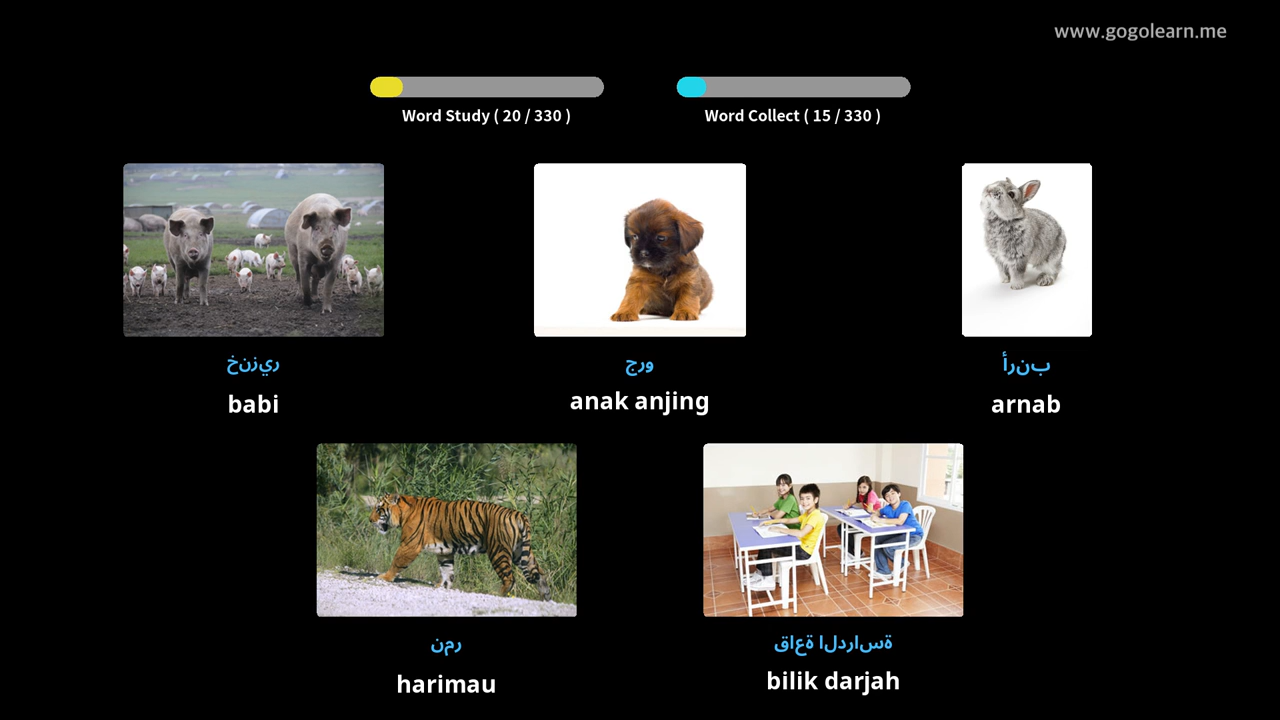 www.gogolearn.me
Word Study ( 20 / 330 )
Word Collect ( 15 / 330 )
خنزير
جرو
أرنب
babi
anak anjing
arnab
نمر
قاعة الدراسة
harimau
bilik darjah